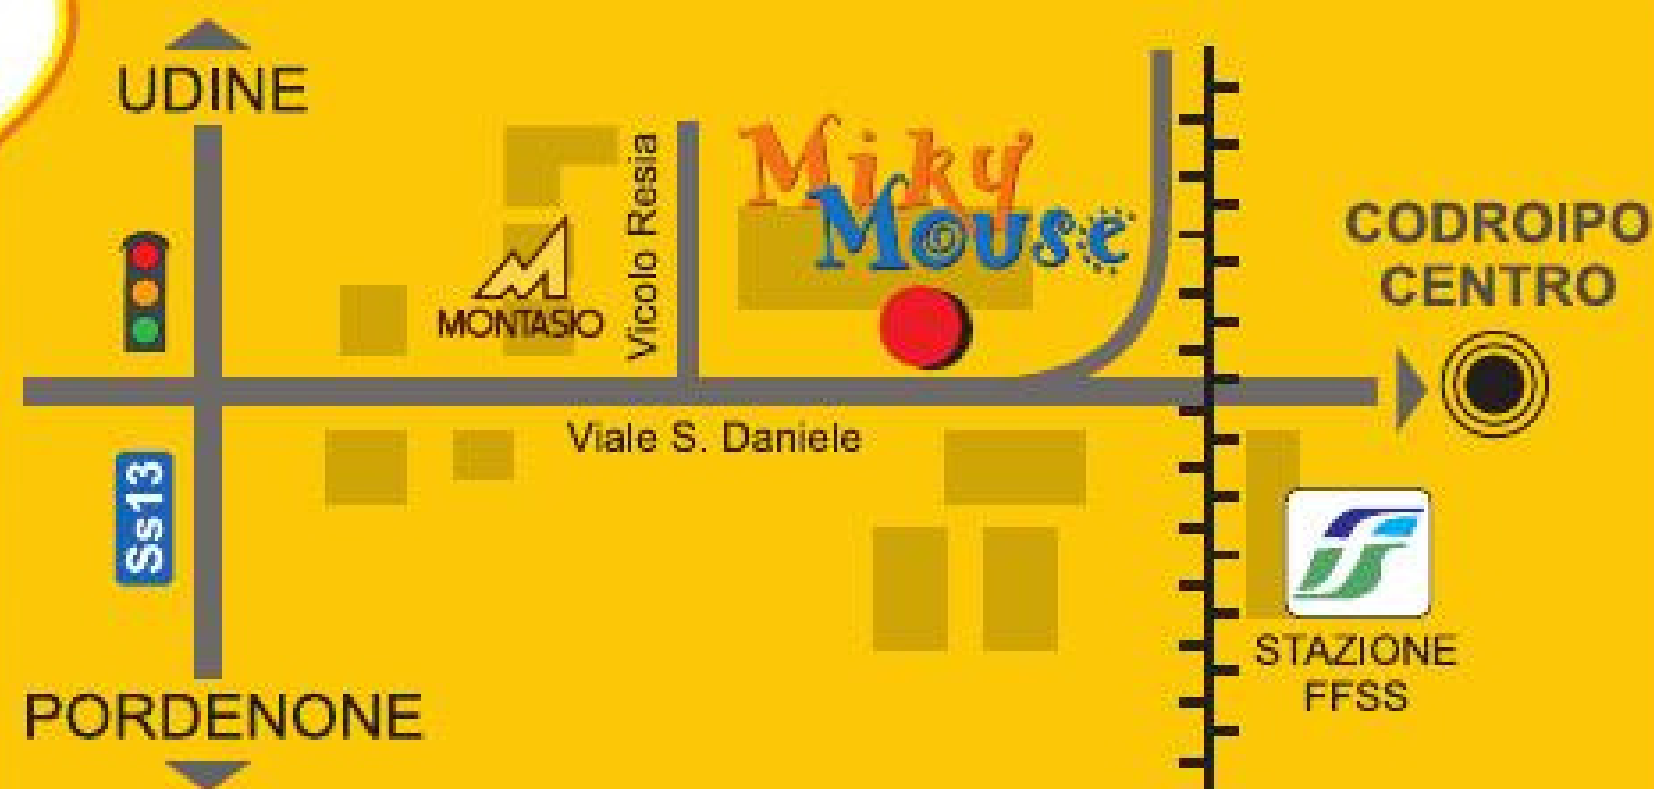 UDINE
Vicolo Resia
Miky
Mouse
MONTASIO
CODROIPO
CENTRO
Viale S. Daniele
Ss13
STAZIONE
FFSS
PORDENONE